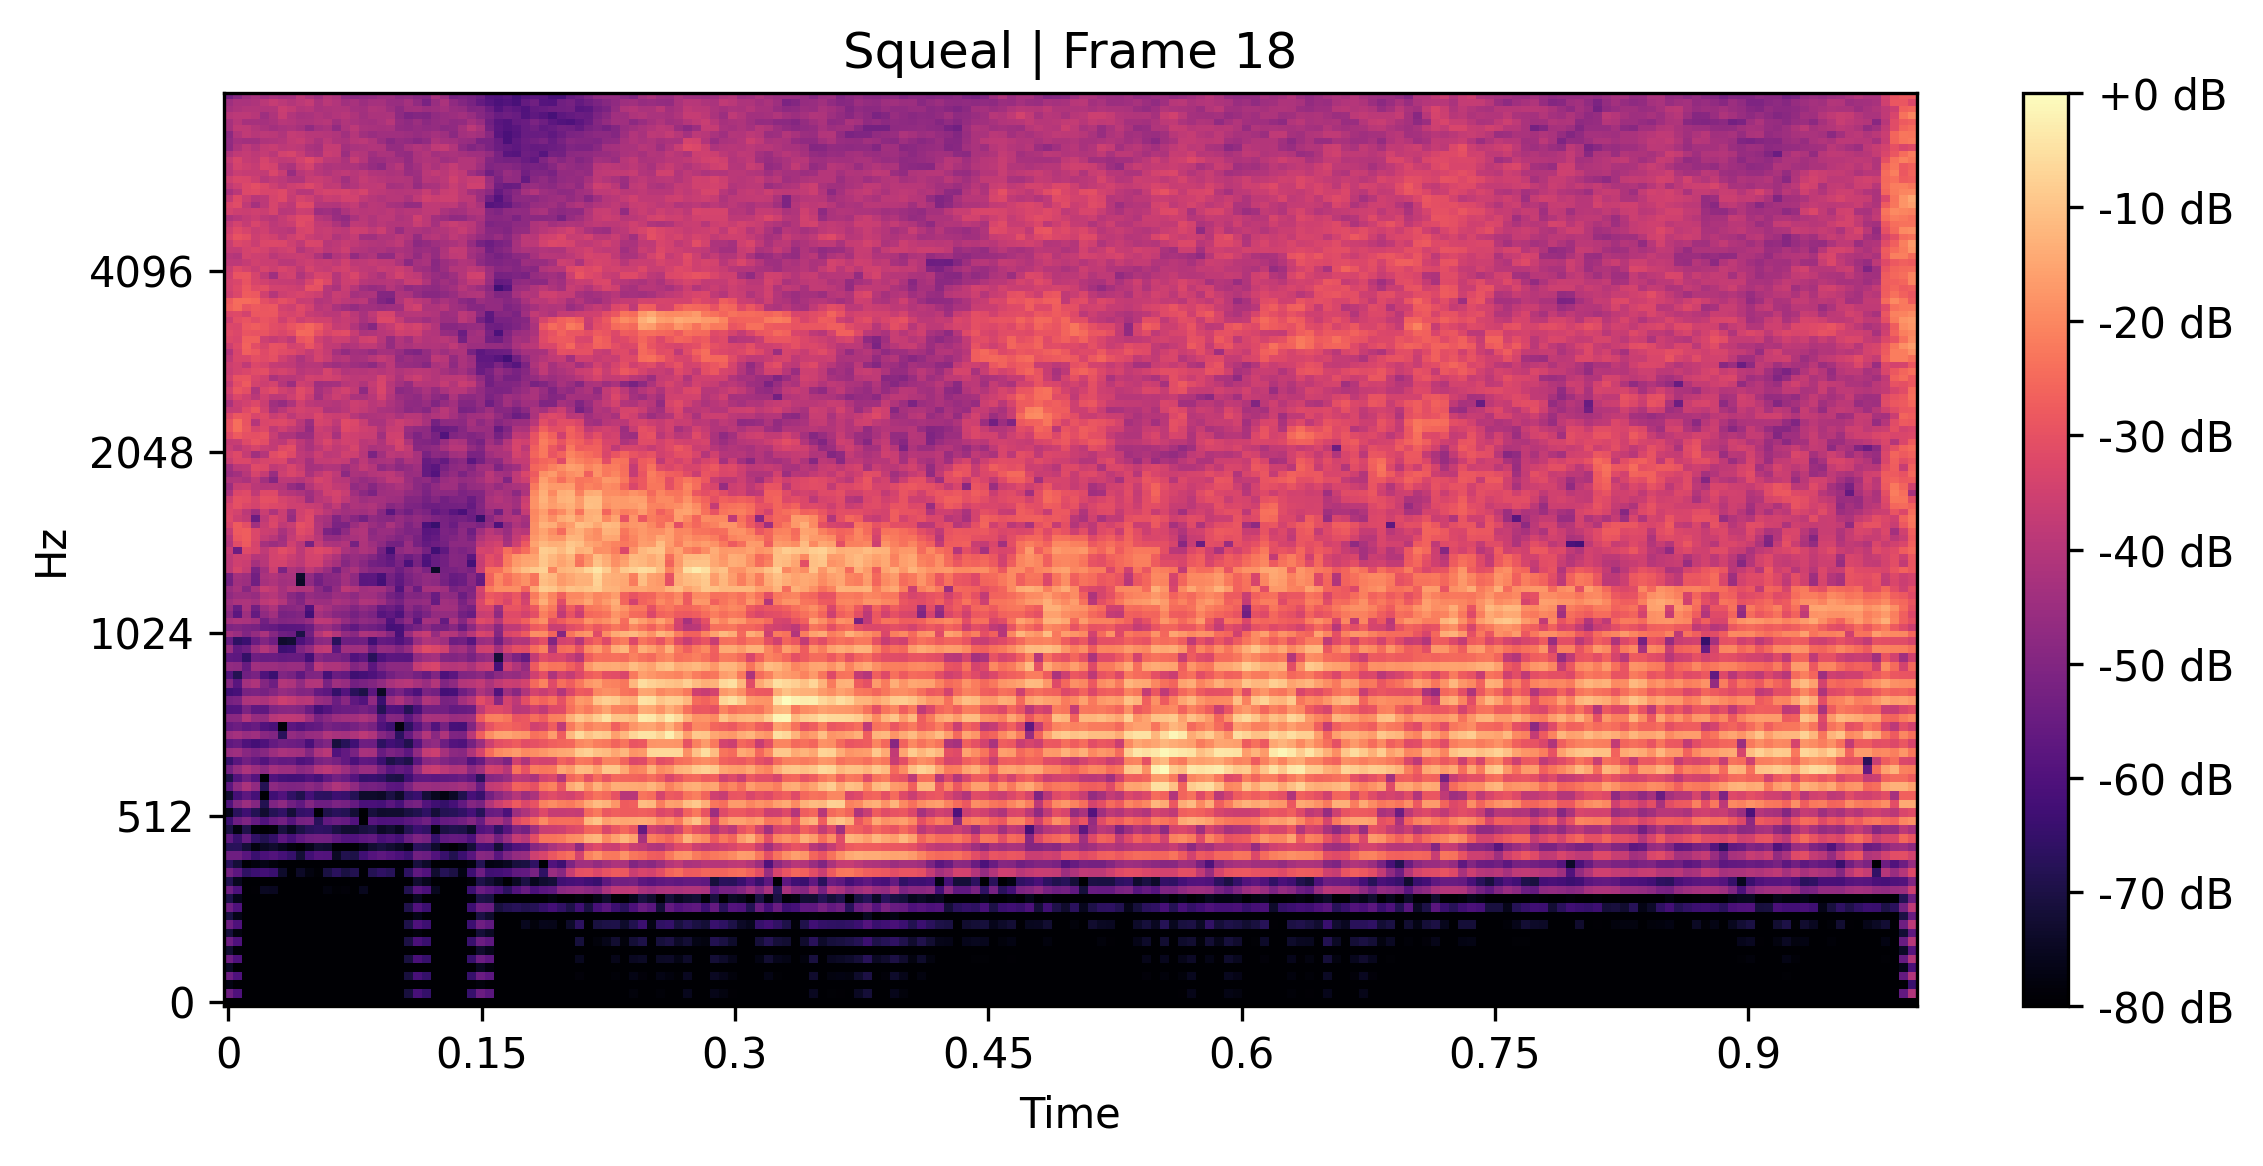 Squeal | Frame 18
+0 dB
-10 dB
-20 dB
-30 dB
-40 dB
-50 dB
-60 dB
-70 dB
-80 dB
Hz
4096
2048
1024
512
0
0 0.15 0.3 0.45 0.6 0.75 0.9
Time